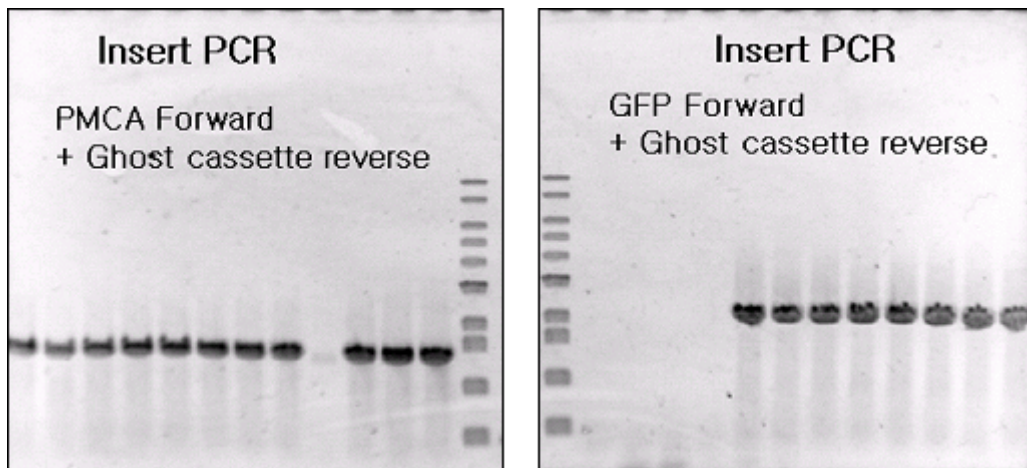 Insert PCR
PMCA Forward
+ Ghost cassette reverse
Insert PCR
GFP Forward
+ Ghost cassette reverse